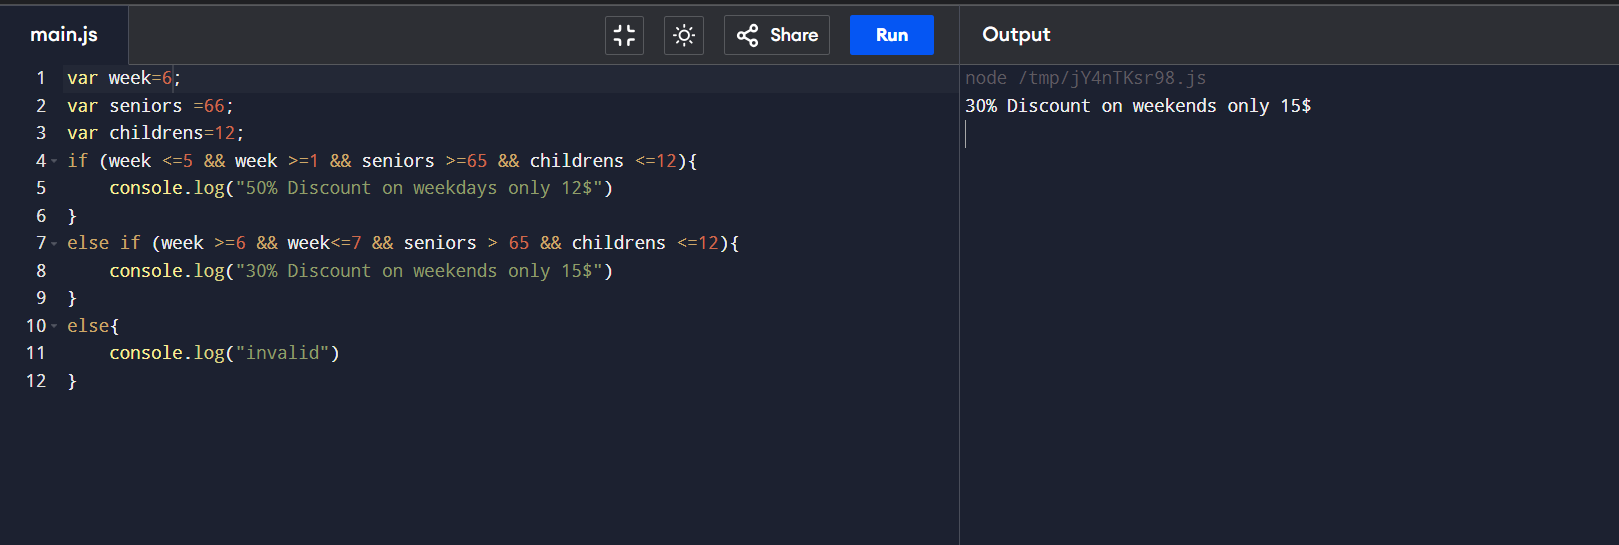 main.js
Share
Run
Output
1 var week=6;
2 var seniors =66;
3 var childrens=12;
4 if (week <=5 && week >=1 && seniors >=65 && childrens <=12){
5 console.log("50% Discount on weekdays only 12$")
6 }
7 else if (week >=6 && week<=7 && seniors > 65 && childrens <=12){
8 console.log("30% Discount on weekends only 15$")
9 }
10 else{
11 console.log("invalid")
12 }
node /tmp/jY4nTKsr98.js
30% Discount on weekends only 15$